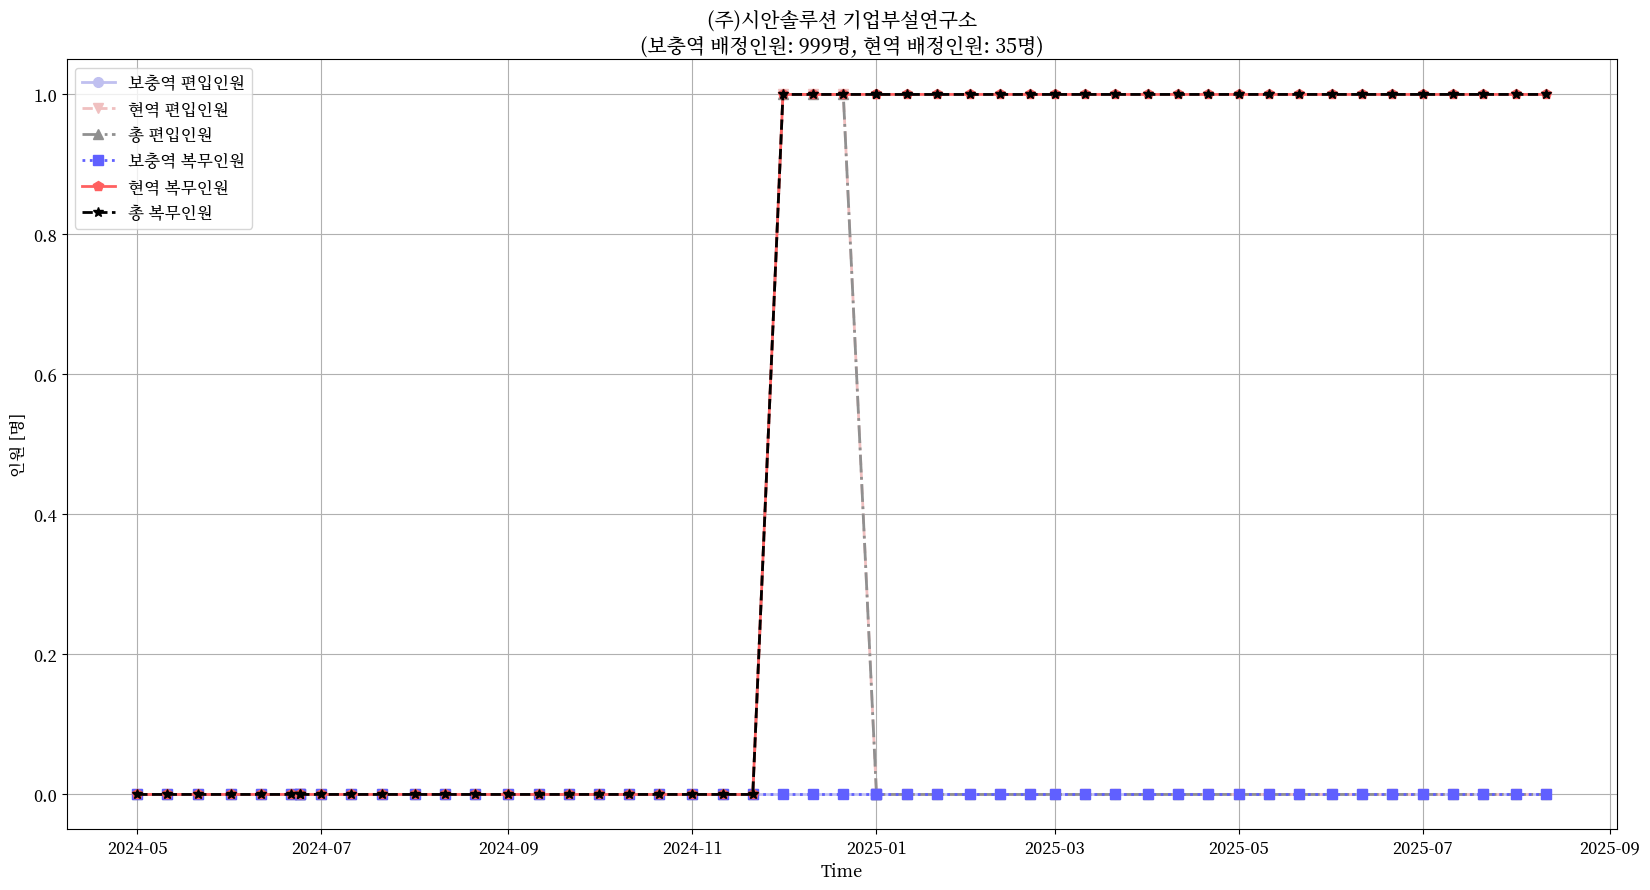 (주)시안솔루션 기업부설연구소
(보충역 배정인원: 999명, 현역 배정인원: 35명)
보충역 편입인원
현역 편입인원
총 편입인원
보충역 복무인원
현역 복무인원
총 복무인원
인원 [명]
1.0
0.8
0.6
0.4
0.2
0.0
2024-05
2024-07
2024-09
2024-11
2025-01
2025-03
2025-05
2025-07
2025-09
Time